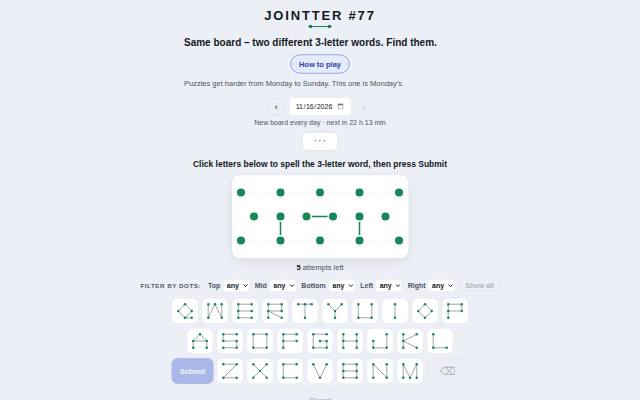 JOINTTER #77
Same board – two different 3-letter words. Find them.
How to play
Puzzles get harder from Monday to Sunday. This one is Monday's.
11/16/2026
New board every day · next in 22 h 13 min
···
Click letters below to spell the 3-letter word, then press Submit
5 attempts left
FILTER BY DOTS: Top any Mid any Bottom any Left any Right any Show all
Submit
Reset